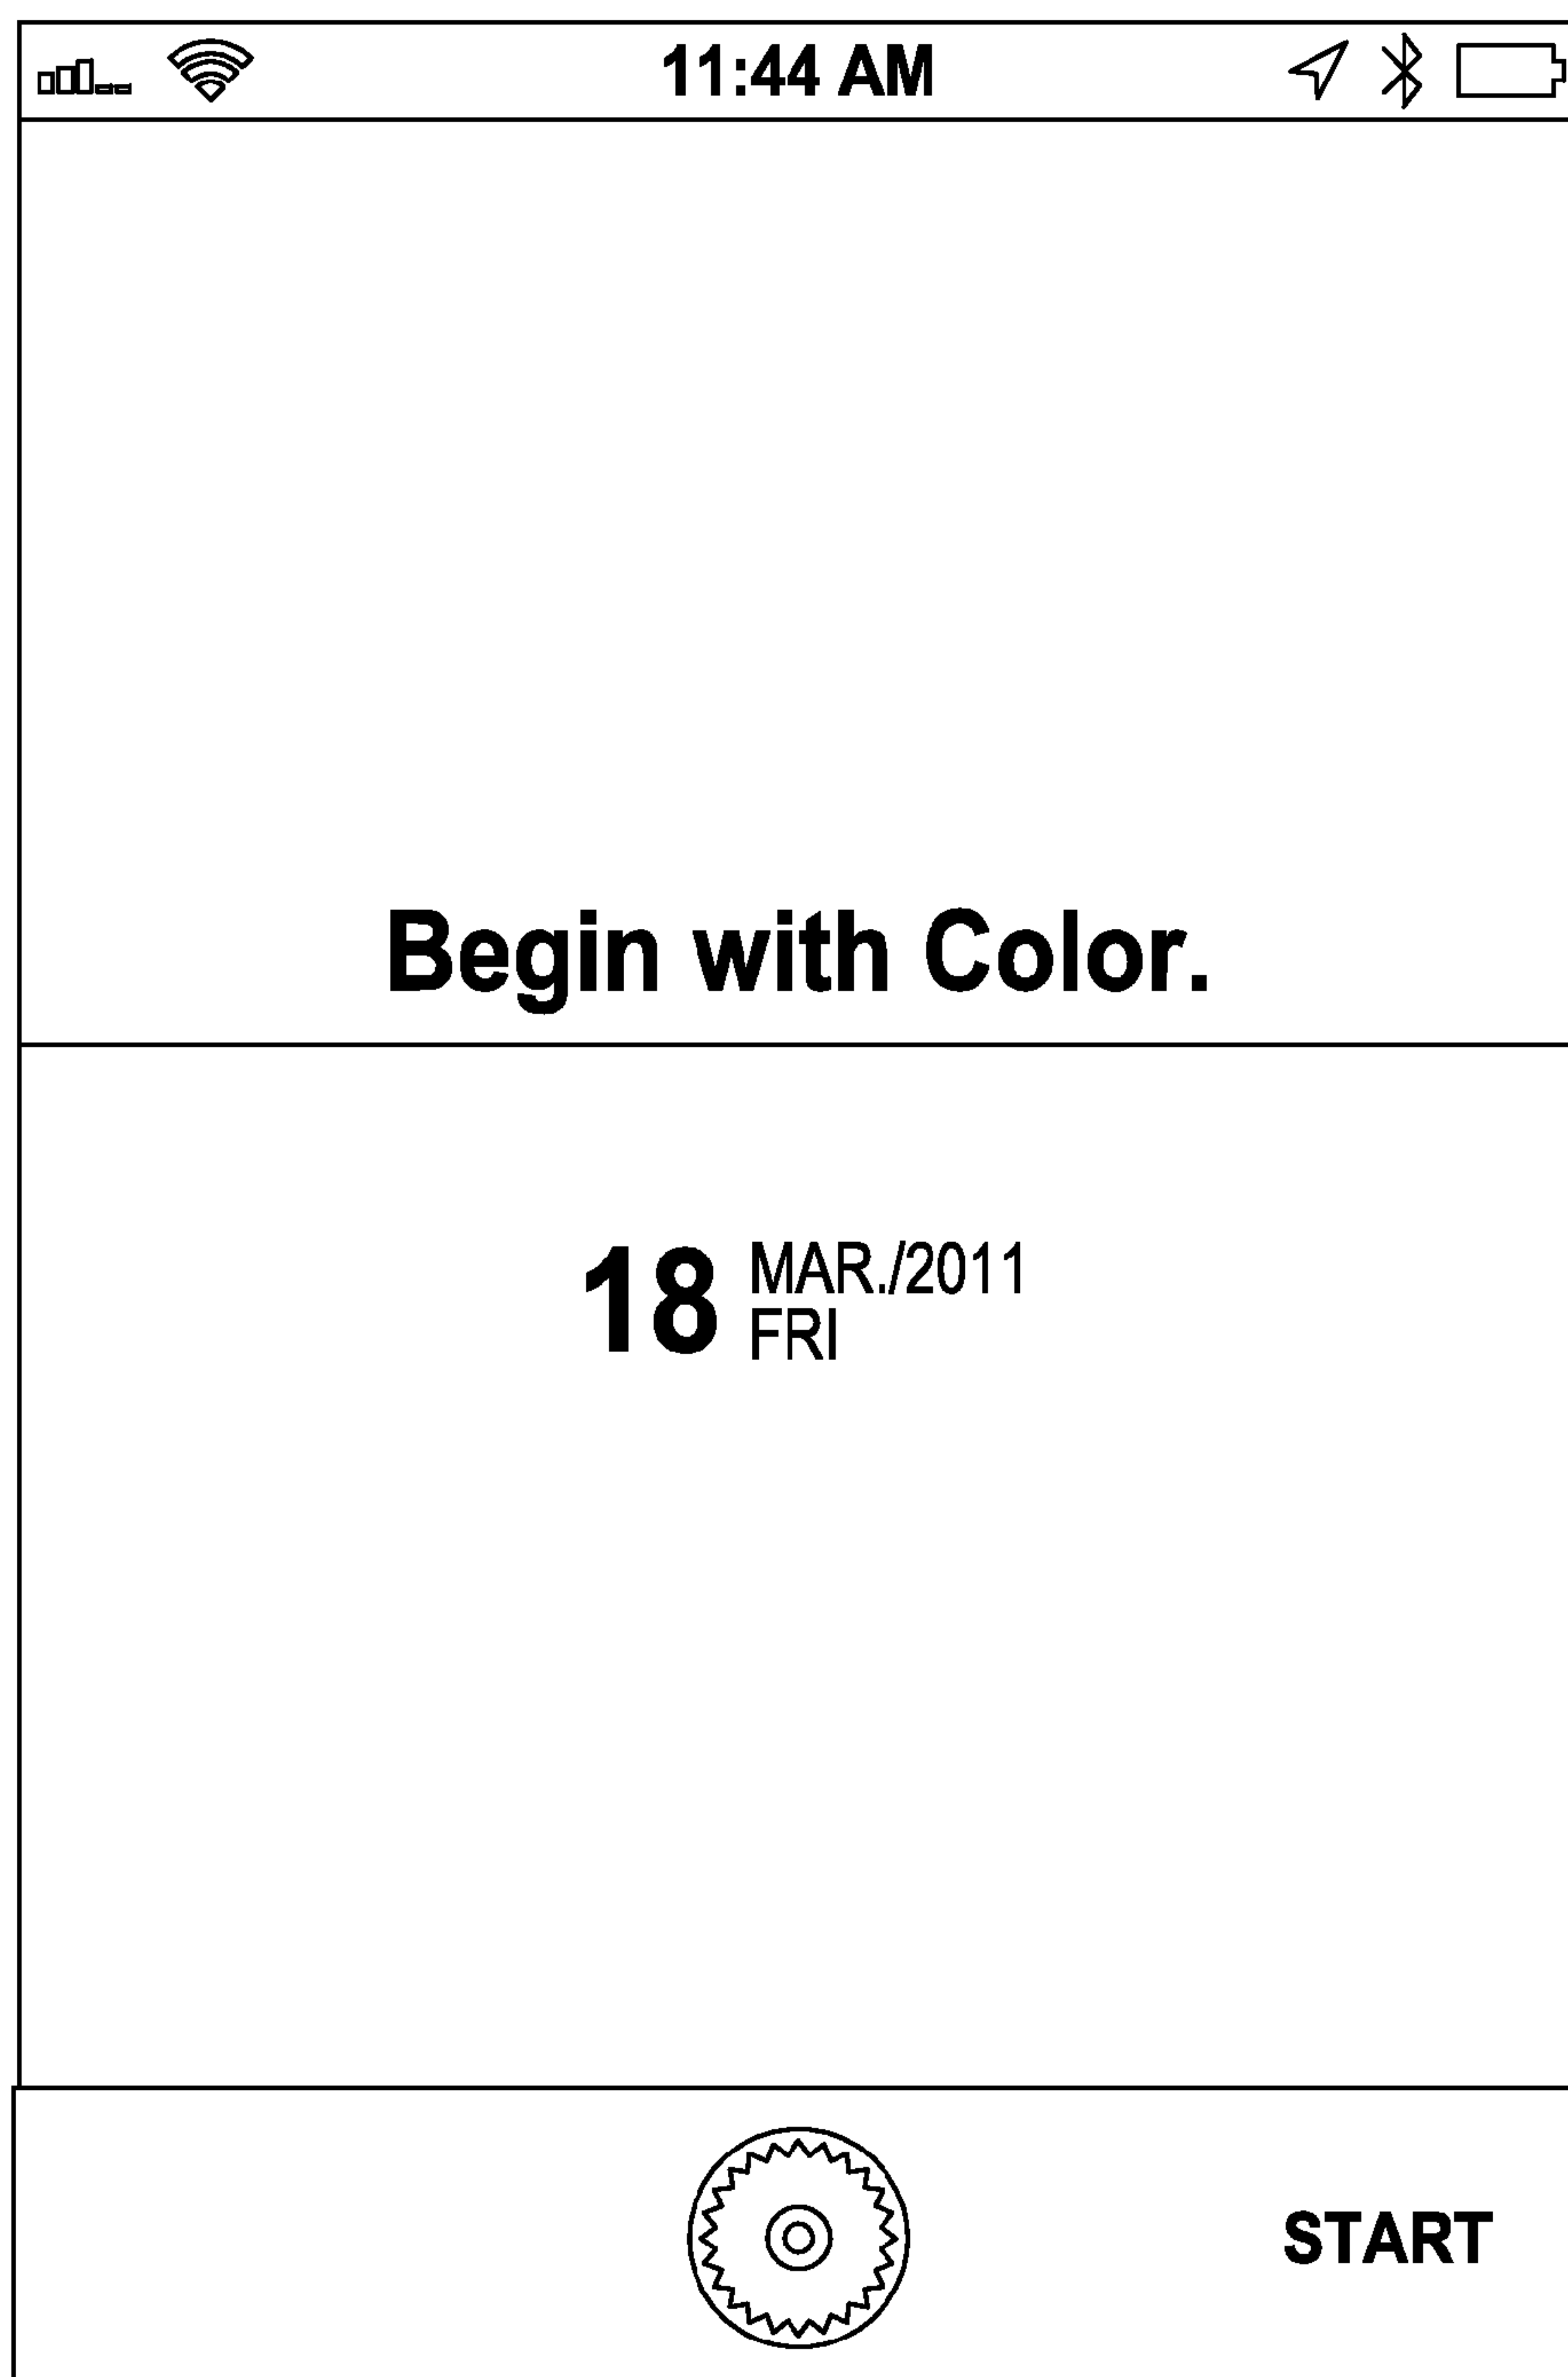 11:44 AM
Begin with Color.
18 MAR./2011
FRI
START